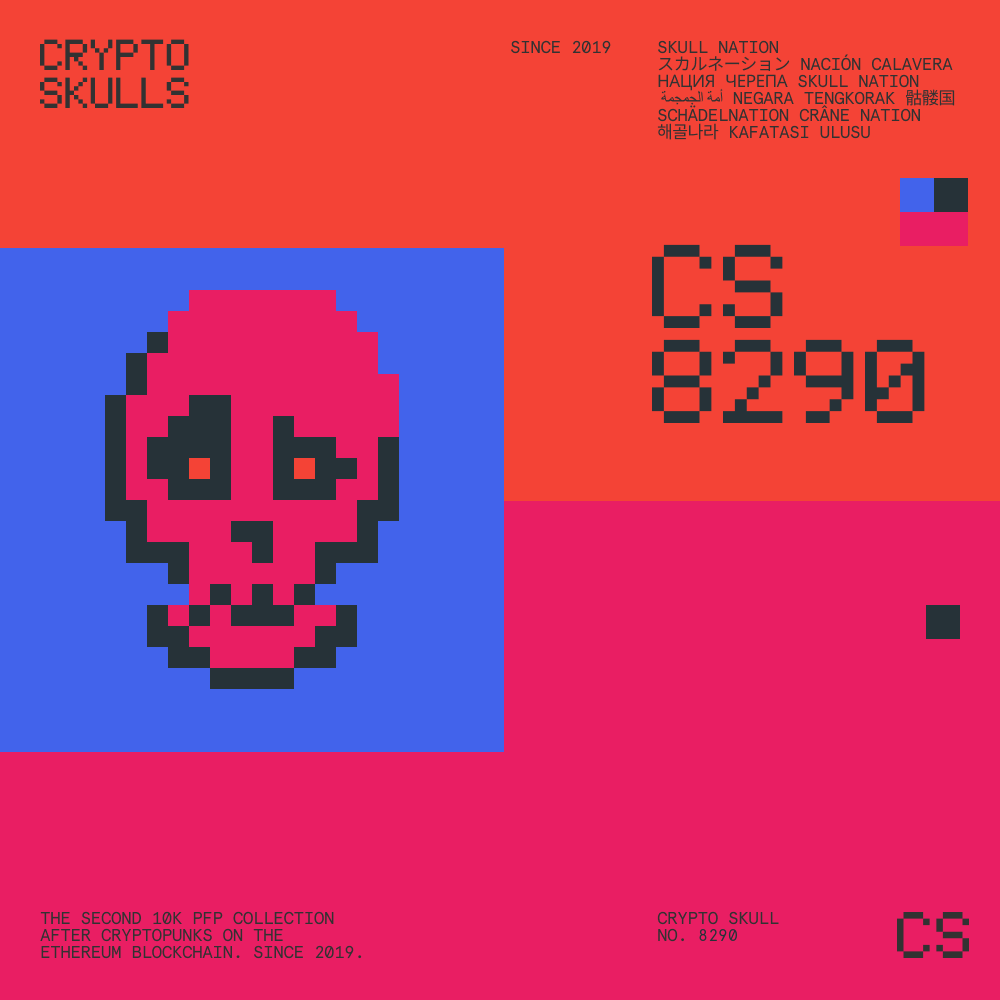 CRYPTO
SKULLS
SINCE 2019
SKULL NATION
スカルネーション NACIÓN CALAVERA
НАЦИЯ ЧЕРЕПА SKULL NATION
أمة الجمجمة NEGARA TENGKORAK 骷髅国
SCHÄDELNATION CRÂNE NATION
해골나라 KAFATASI ULUSU
CS
8290
THE SECOND 10K PFP COLLECTION
AFTER CRYPTOPUNKS ON THE
ETHEREUM BLOCKCHAIN. SINCE 2019.
CRYPTO SKULL
NO. 8290
CS